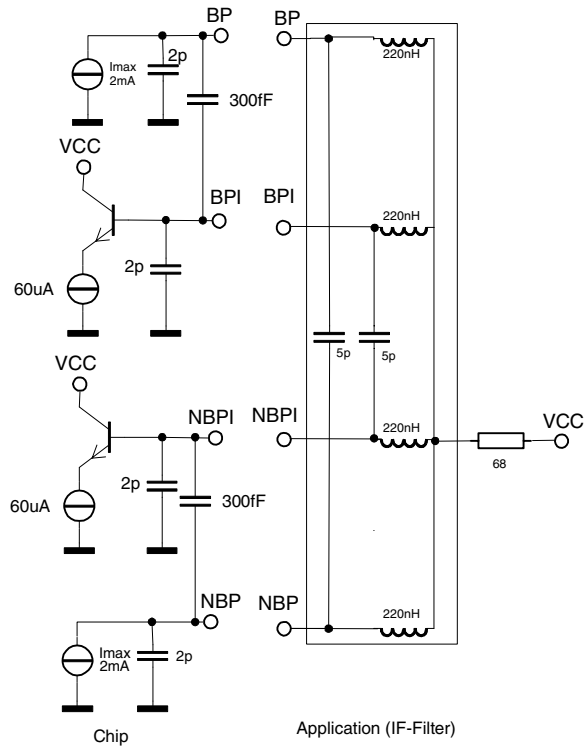 BP
2p
Imax
2mA
300fF
VCC
BPI
2p
60uA
VCC
NBPI
2p
300fF
60uA
NBP
Imax
2mA
2p
Chip
BP
220nH
BPI
220nH
5p
5p
NBPI
220nH
VCC
68
NBP
220nH
Application (IF-Filter)